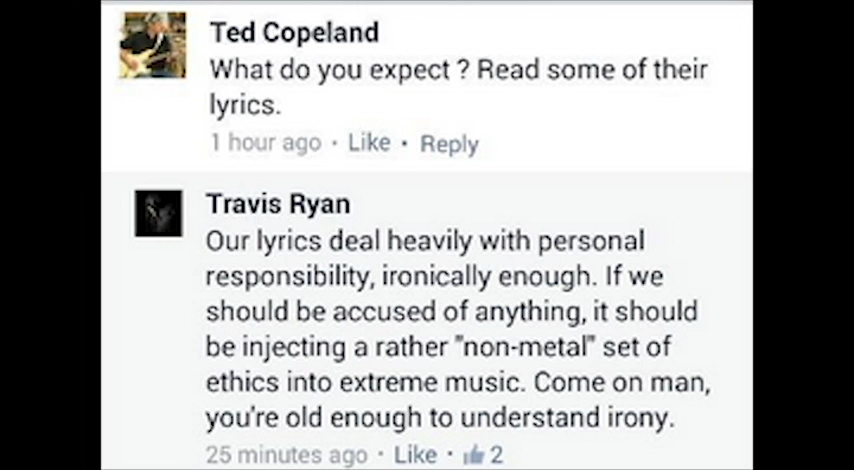 Ted Copeland
What do you expect ? Read some of their
lyrics.
1 hour ago · Like · Reply
Travis Ryan
Our lyrics deal heavily with personal
responsibility, ironically enough. If we
should be accused of anything, it should
be injecting a rather "non-metal" set of
ethics into extreme music. Come on man,
you're old enough to understand irony.
25 minutes ago · Like · 2